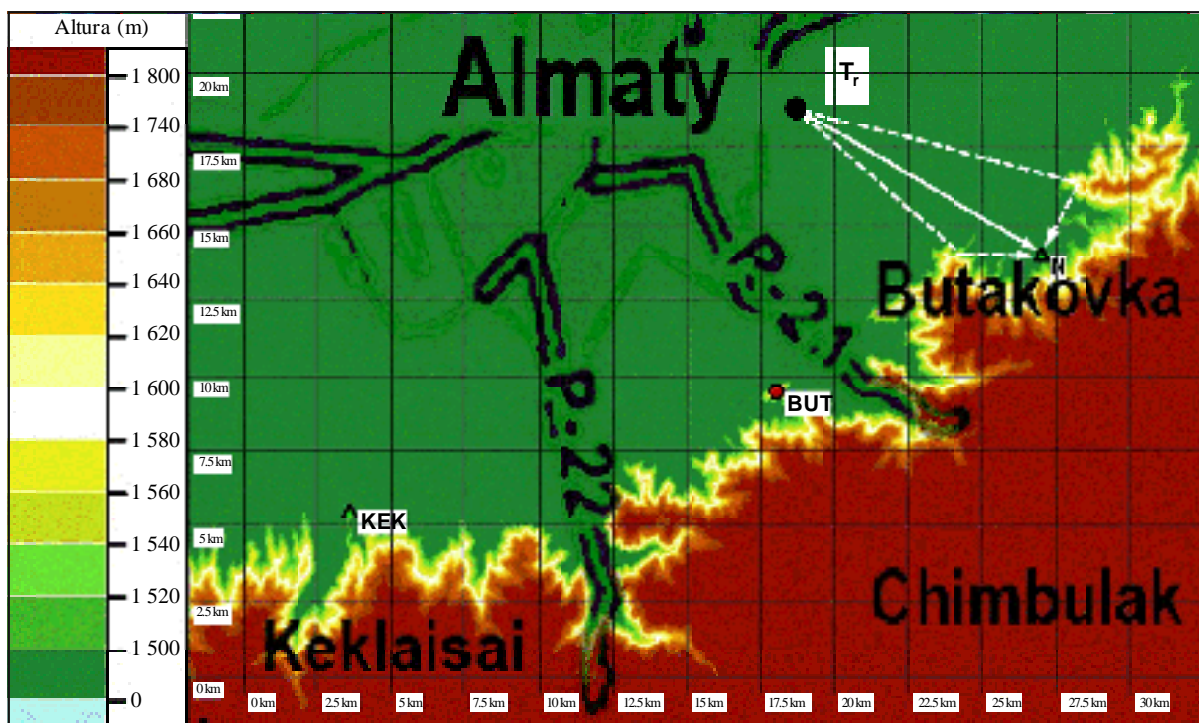 Altura (m)
1 800
1 740
1 680
1 660
1 640
1 620
1 600
1 580
1 560
1 540
1 520
1 500
0
Almaty
T_r
20 km
17.5 km
15 km
12.5 km
10 km
7.5 km
5 km
2.5 km
0 km
P-21
N
Butakovka
BUT
P-22
KEK
Chimbulak
Keklaisai
0 km
2.5 km
5 km
7.5 km
10 km
12.5 km
15 km
17.5 km
20 km
22.5 km
25 km
27.5 km
30 km